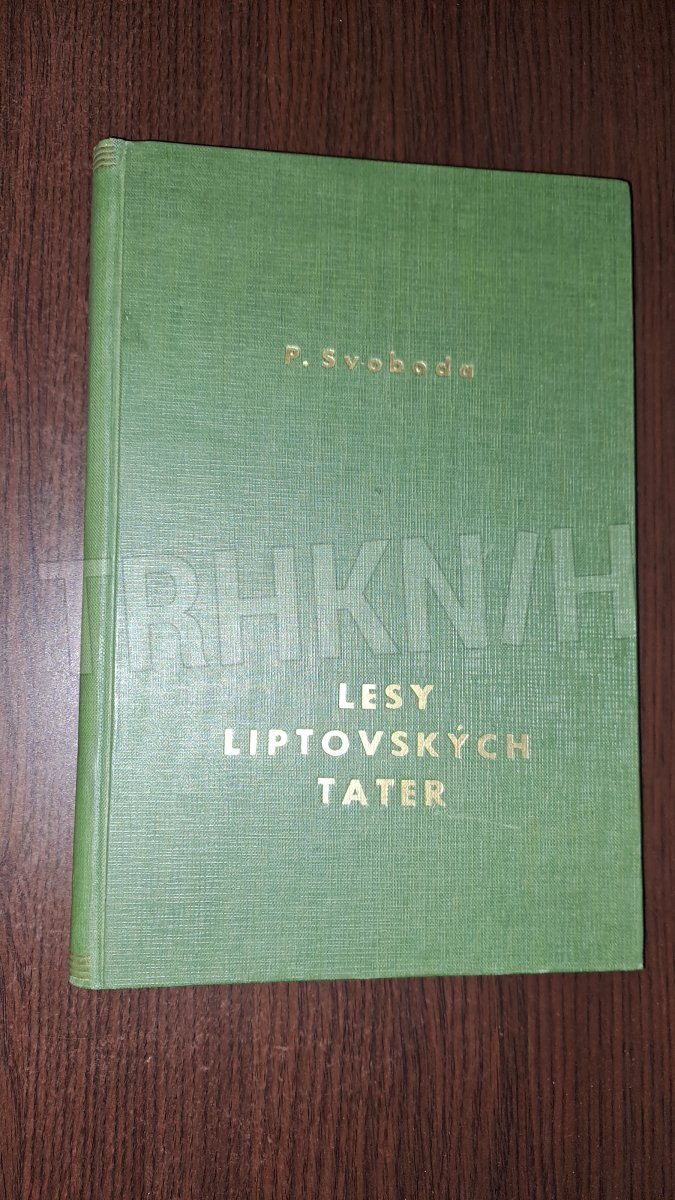 P. Svoboda
TRHKNIH
LESY
LIPTOVSKÝCH
TATER